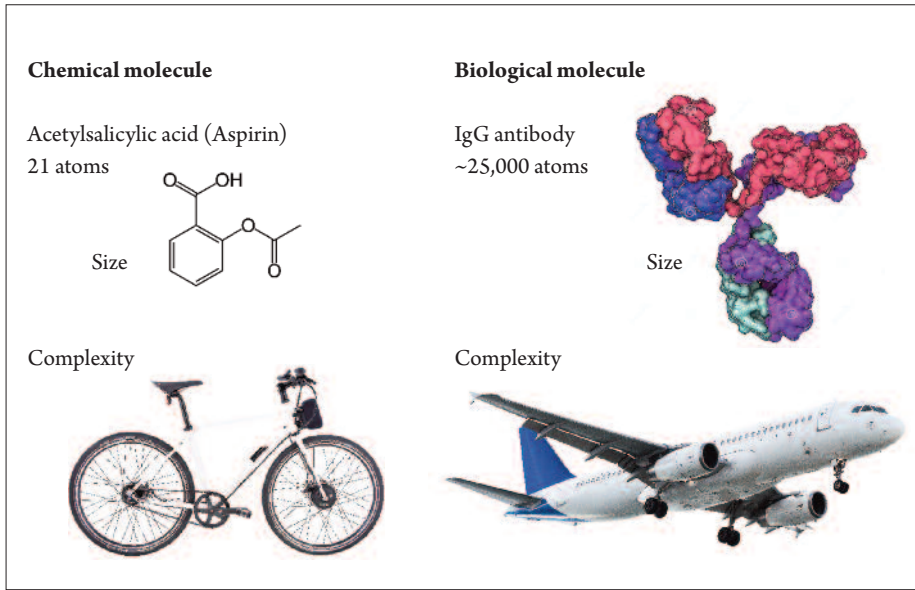 Chemical molecule
Acetylsalicylic acid (Aspirin)
21 atoms
O
OH
O
O
Size
Complexity
Biological molecule
IgG antibody
~25,000 atoms
Size
Complexity